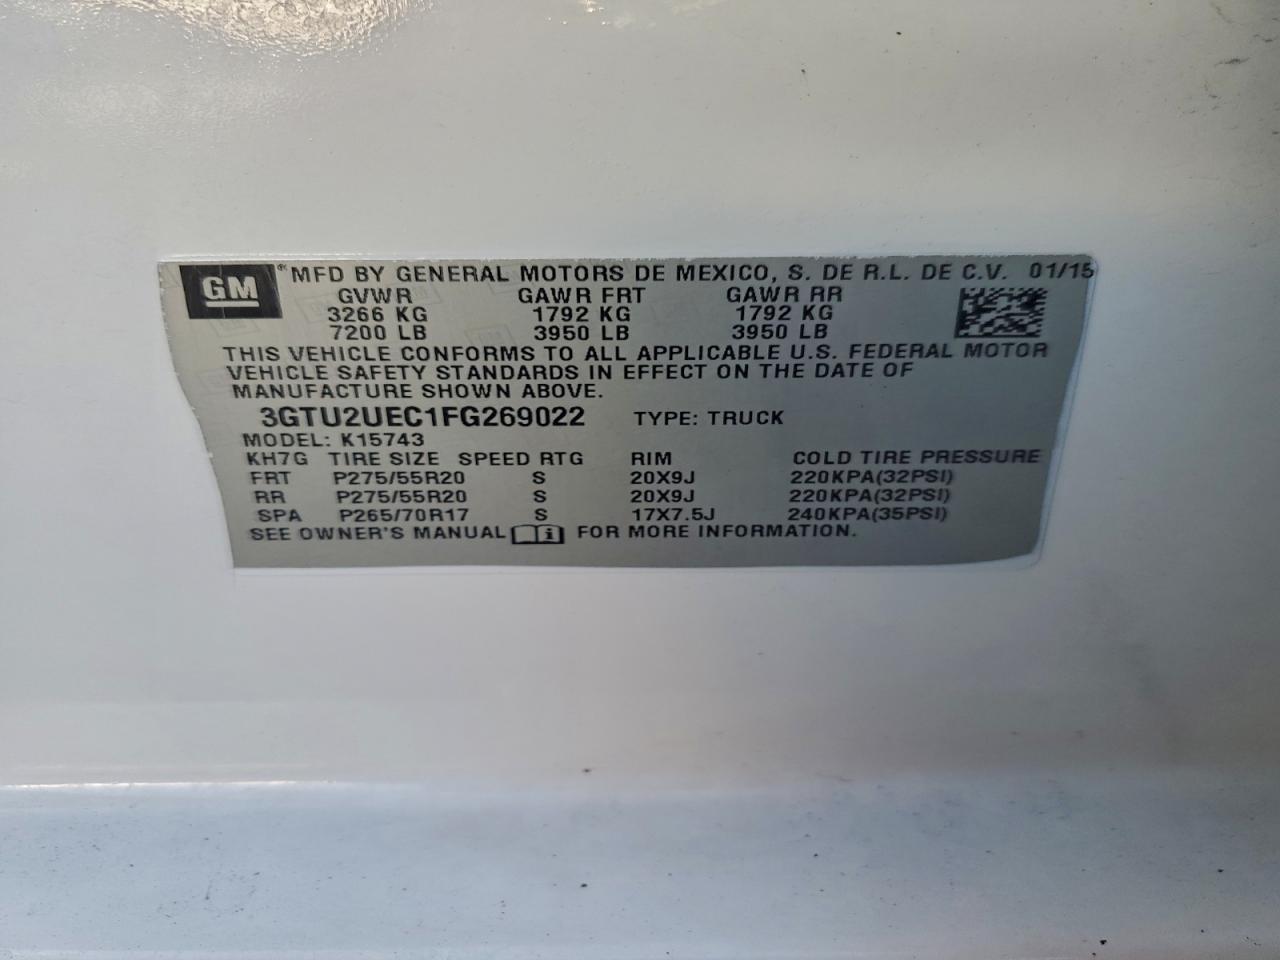 GM ® MFD BY GENERAL MOTORS DE MEXICO, S. DE R.L. DE C.V. 01/15
GVWR GAWR FRT GAWR RR
3266 KG 1792 KG 1792 KG
7200 LB 3950 LB 3950 LB
THIS VEHICLE CONFORMS TO ALL APPLICABLE U.S. FEDERAL MOTOR
VEHICLE SAFETY STANDARDS IN EFFECT ON THE DATE OF
MANUFACTURE SHOWN ABOVE.
3GTU2UEC1FG269022 TYPE: TRUCK
MODEL: K15743
KH7G TIRE SIZE SPEED RTG RIM COLD TIRE PRESSURE
FRT P275/55R20 S 20X9J 220KPA(32PSI)
RR P275/55R20 S 20X9J 220KPA(32PSI)
SPA P265/70R17 S 17X7.5J 240KPA(35PSI)
SEE OWNER'S MANUAL i FOR MORE INFORMATION.